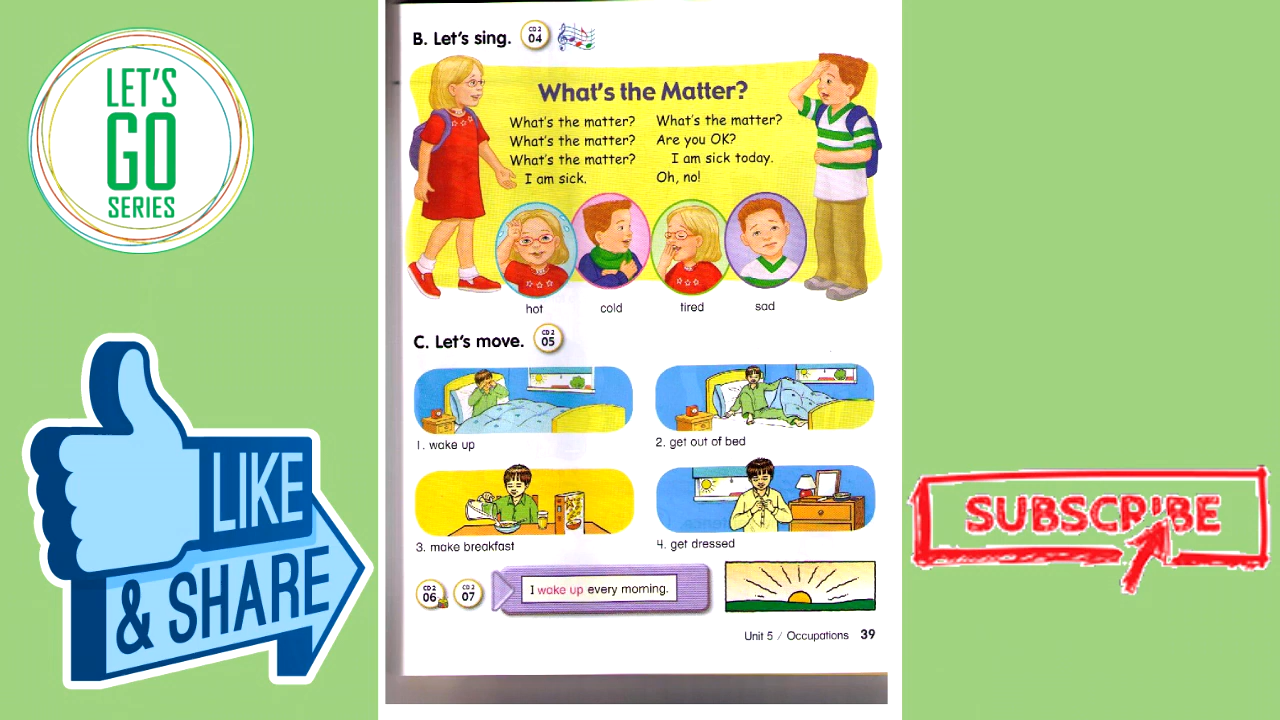 LET'S
GO
SERIES
LIKE
& SHARE
B. Let's sing.
CD 2
04
What's the Matter?
What's the matter?
What's the matter?
What's the matter?
I am sick.
What's the matter?
Are you OK?
I am sick today.
Oh, no!
hot
cold
tired
sad
C. Let's move.
CD 2
05
1. wake up
2. get out of bed
3. make breakfast
4. get dressed
CD 2
06
CD 2
07
I wake up every morning.
Unit 5 / Occupations 39
SUBSCRIBE